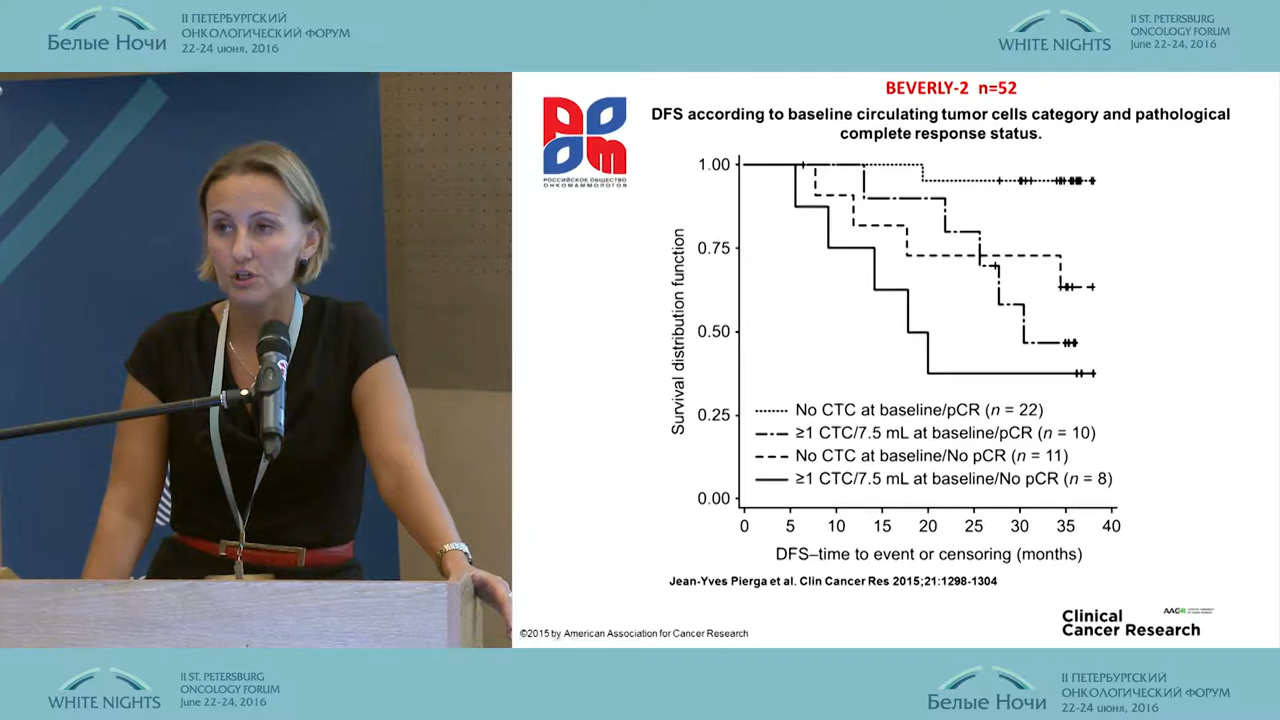 Белые Ночи
II ПЕТЕРБУРГСКИЙ
ОНКОЛОГИЧЕСКИЙ ФОРУМ
22-24 июня, 2016
WHITE NIGHTS
II ST. PETERSBURG
ONCOLOGY FORUM
June 22-24, 2016
BEVERLY-2 n=52
РООМ
РОССИЙСКОЕ ОБЩЕСТВО
ОНКОМАММОЛОГОВ
DFS according to baseline circulating tumor cells category and pathological
complete response status.
Survival distribution function
1.00
0.75
0.50
0.25
0.00
No CTC at baseline/pCR (n = 22)
≥1 CTC/7.5 mL at baseline/pCR (n = 10)
No CTC at baseline/No pCR (n = 11)
≥1 CTC/7.5 mL at baseline/No pCR (n = 8)
0 5 10 15 20 25 30 35 40
DFS–time to event or censoring (months)
Jean-Yves Pierga et al. Clin Cancer Res 2015;21:1298-1304
©2015 by American Association for Cancer Research
Clinical
Cancer Research
AACR
WHITE NIGHTS
II ST. PETERSBURG
ONCOLOGY FORUM
June 22-24, 2016
Белые Ночи
II ПЕТЕРБУРГСКИЙ
ОНКОЛОГИЧЕСКИЙ ФОРУМ
22-24 июня, 2016